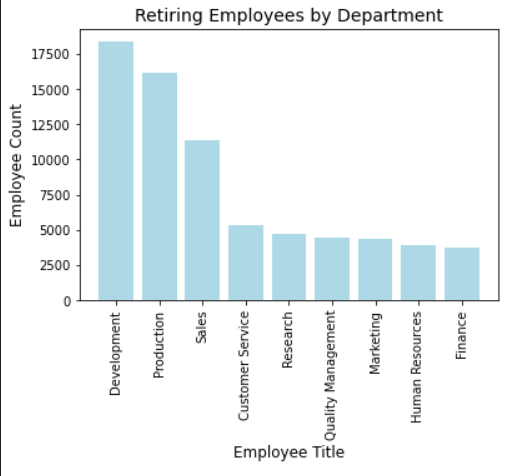 Retiring Employees by Department
Employee Count
17500
15000
12500
10000
7500
5000
2500
0
Development
Production
Sales
Customer Service
Research
Quality Management
Marketing
Human Resources
Finance
Employee Title